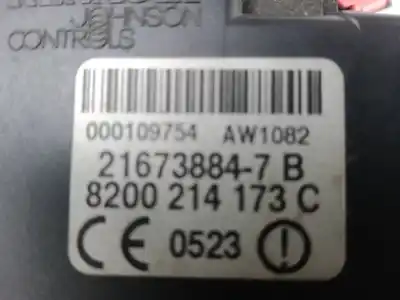 JOHNSON
CONTROLS
000109754 AW1082
21673884-7 B
8200 214 173 C
CE 0523